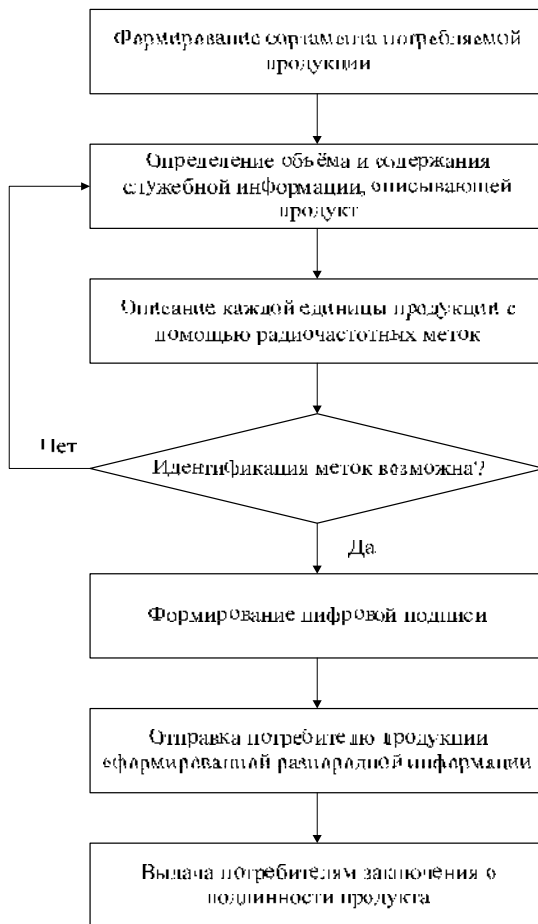 Формирование сортамента потребляемой
продукции
Определение объёма и содержания
служебной информации, описывающей
продукт
Описание каждой единицы продукции с
помощью радиочастотных меток
Нет
Идентификация меток возможна?
Да
Формирование цифровой подписи
Отправка потребителю продукции
сформированной разнородной информации
Выдача потребителям заключения о
подлинности продукта